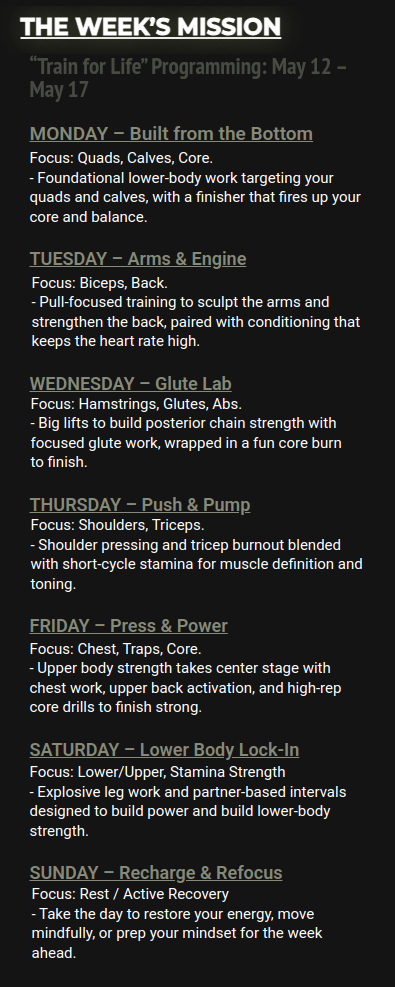 THE WEEK’S MISSION
“Train for Life” Programming: May 12 –
May 17
MONDAY – Built from the Bottom
Focus: Quads, Calves, Core.
- Foundational lower-body work targeting your
quads and calves, with a finisher that fires up your
core and balance.
TUESDAY – Arms & Engine
Focus: Biceps, Back.
- Pull-focused training to sculpt the arms and
strengthen the back, paired with conditioning that
keeps the heart rate high.
WEDNESDAY – Glute Lab
Focus: Hamstrings, Glutes, Abs.
- Big lifts to build posterior chain strength with
focused glute work, wrapped in a fun core burn
to finish.
THURSDAY – Push & Pump
Focus: Shoulders, Triceps.
- Shoulder pressing and tricep burnout blended
with short-cycle stamina for muscle definition and
toning.
FRIDAY – Press & Power
Focus: Chest, Traps, Core.
- Upper body strength takes center stage with
chest work, upper back activation, and high-rep
core drills to finish strong.
SATURDAY – Lower Body Lock-In
Focus: Lower/Upper, Stamina Strength
- Explosive leg work and partner-based intervals
designed to build power and build lower-body
strength.
SUNDAY – Recharge & Refocus
Focus: Rest / Active Recovery
- Take the day to restore your energy, move
mindfully, or prep your mindset for the week
ahead.